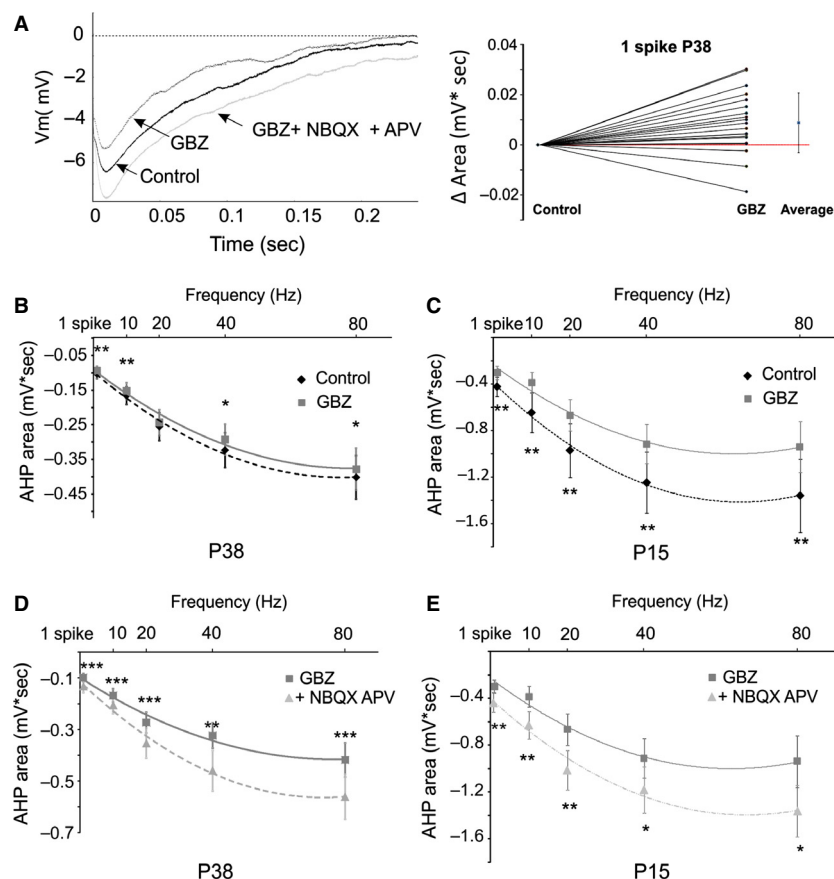 A
0
−2
−4
−6
Vm( mV)
GBZ
Control
GBZ+ NBQX + APV
0
0.05
0.1
0.15
0.2
Time (sec)
1 spike P38
0.04
0.02
0
−0.02
Δ Area (mV* sec)
Control
GBZ
Average
B
Frequency (Hz)
1 spike 10 20 40 80
−0.05
−0.15
−0.25
−0.35
−0.45
AHP area (mV*sec)
** ** * *
Control
GBZ
P38
C
Frequency (Hz)
1 spike 10 20 40 80
−0.4
−0.8
−1.2
−1.6
AHP area (mV*sec)
Control
GBZ
** ** ** ** **
P15
D
Frequency (Hz)
1 spike 10 20 40 80
−0.1
−0.3
−0.5
−0.7
AHP area (mV*sec)
*** *** *** ** ***
GBZ
+ NBQX APV
P38
E
Frequency (Hz)
1 spike 10 20 40 80
−0.4
−0.8
−1.2
−1.6
AHP area (mV*sec)
GBZ
+ NBQX APV
** ** ** * *
P15